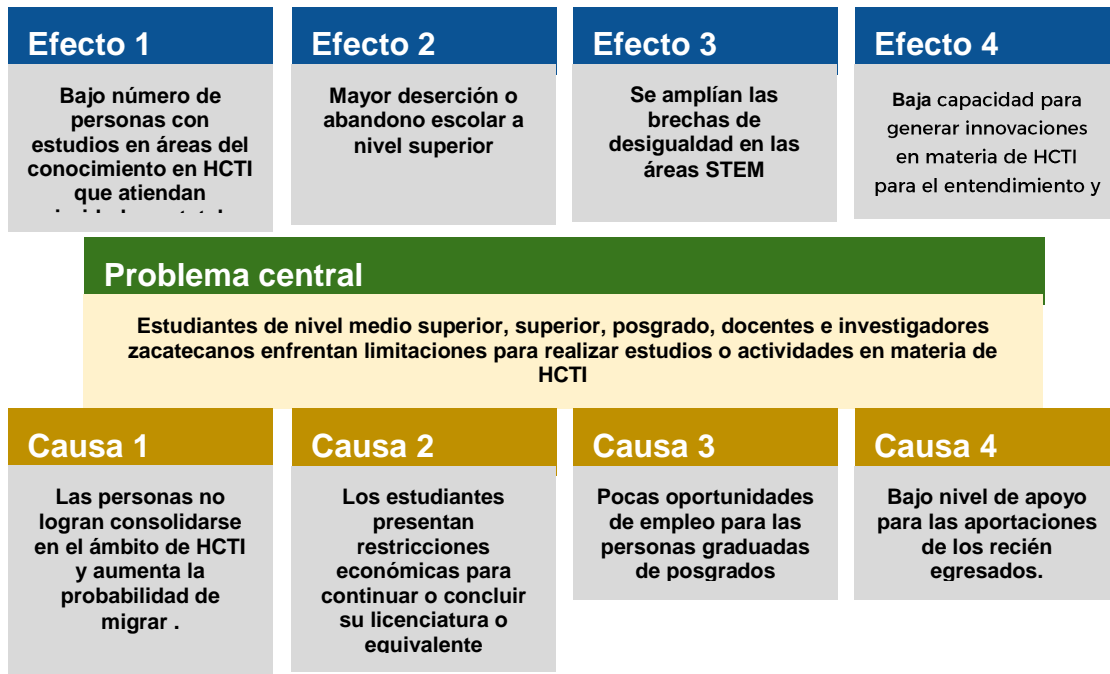 Efecto 1
Bajo número de
personas con
estudios en áreas del
conocimiento en HCTI
que atiendan
Efecto 2
Mayor deserción o
abandono escolar a
nivel superior
Efecto 3
Se amplían las
brechas de
desigualdad en las
áreas STEM
Efecto 4
Baja capacidad para
generar innovaciones
en materia de HCTI
para el entendimiento y
Problema central
Estudiantes de nivel medio superior, superior, posgrado, docentes e investigadores
zacatecanos enfrentan limitaciones para realizar estudios o actividades en materia de
HCTI
Causa 1
Las personas no
logran consolidarse
en el ámbito de HCTI
y aumenta la
probabilidad de
migrar .
Causa 2
Los estudiantes
presentan
restricciones
económicas para
continuar o concluir
su licenciatura o
equivalente
Causa 3
Pocas oportunidades
de empleo para las
personas graduadas
de posgrados
Causa 4
Bajo nivel de apoyo
para las aportaciones
de los recién
egresados.